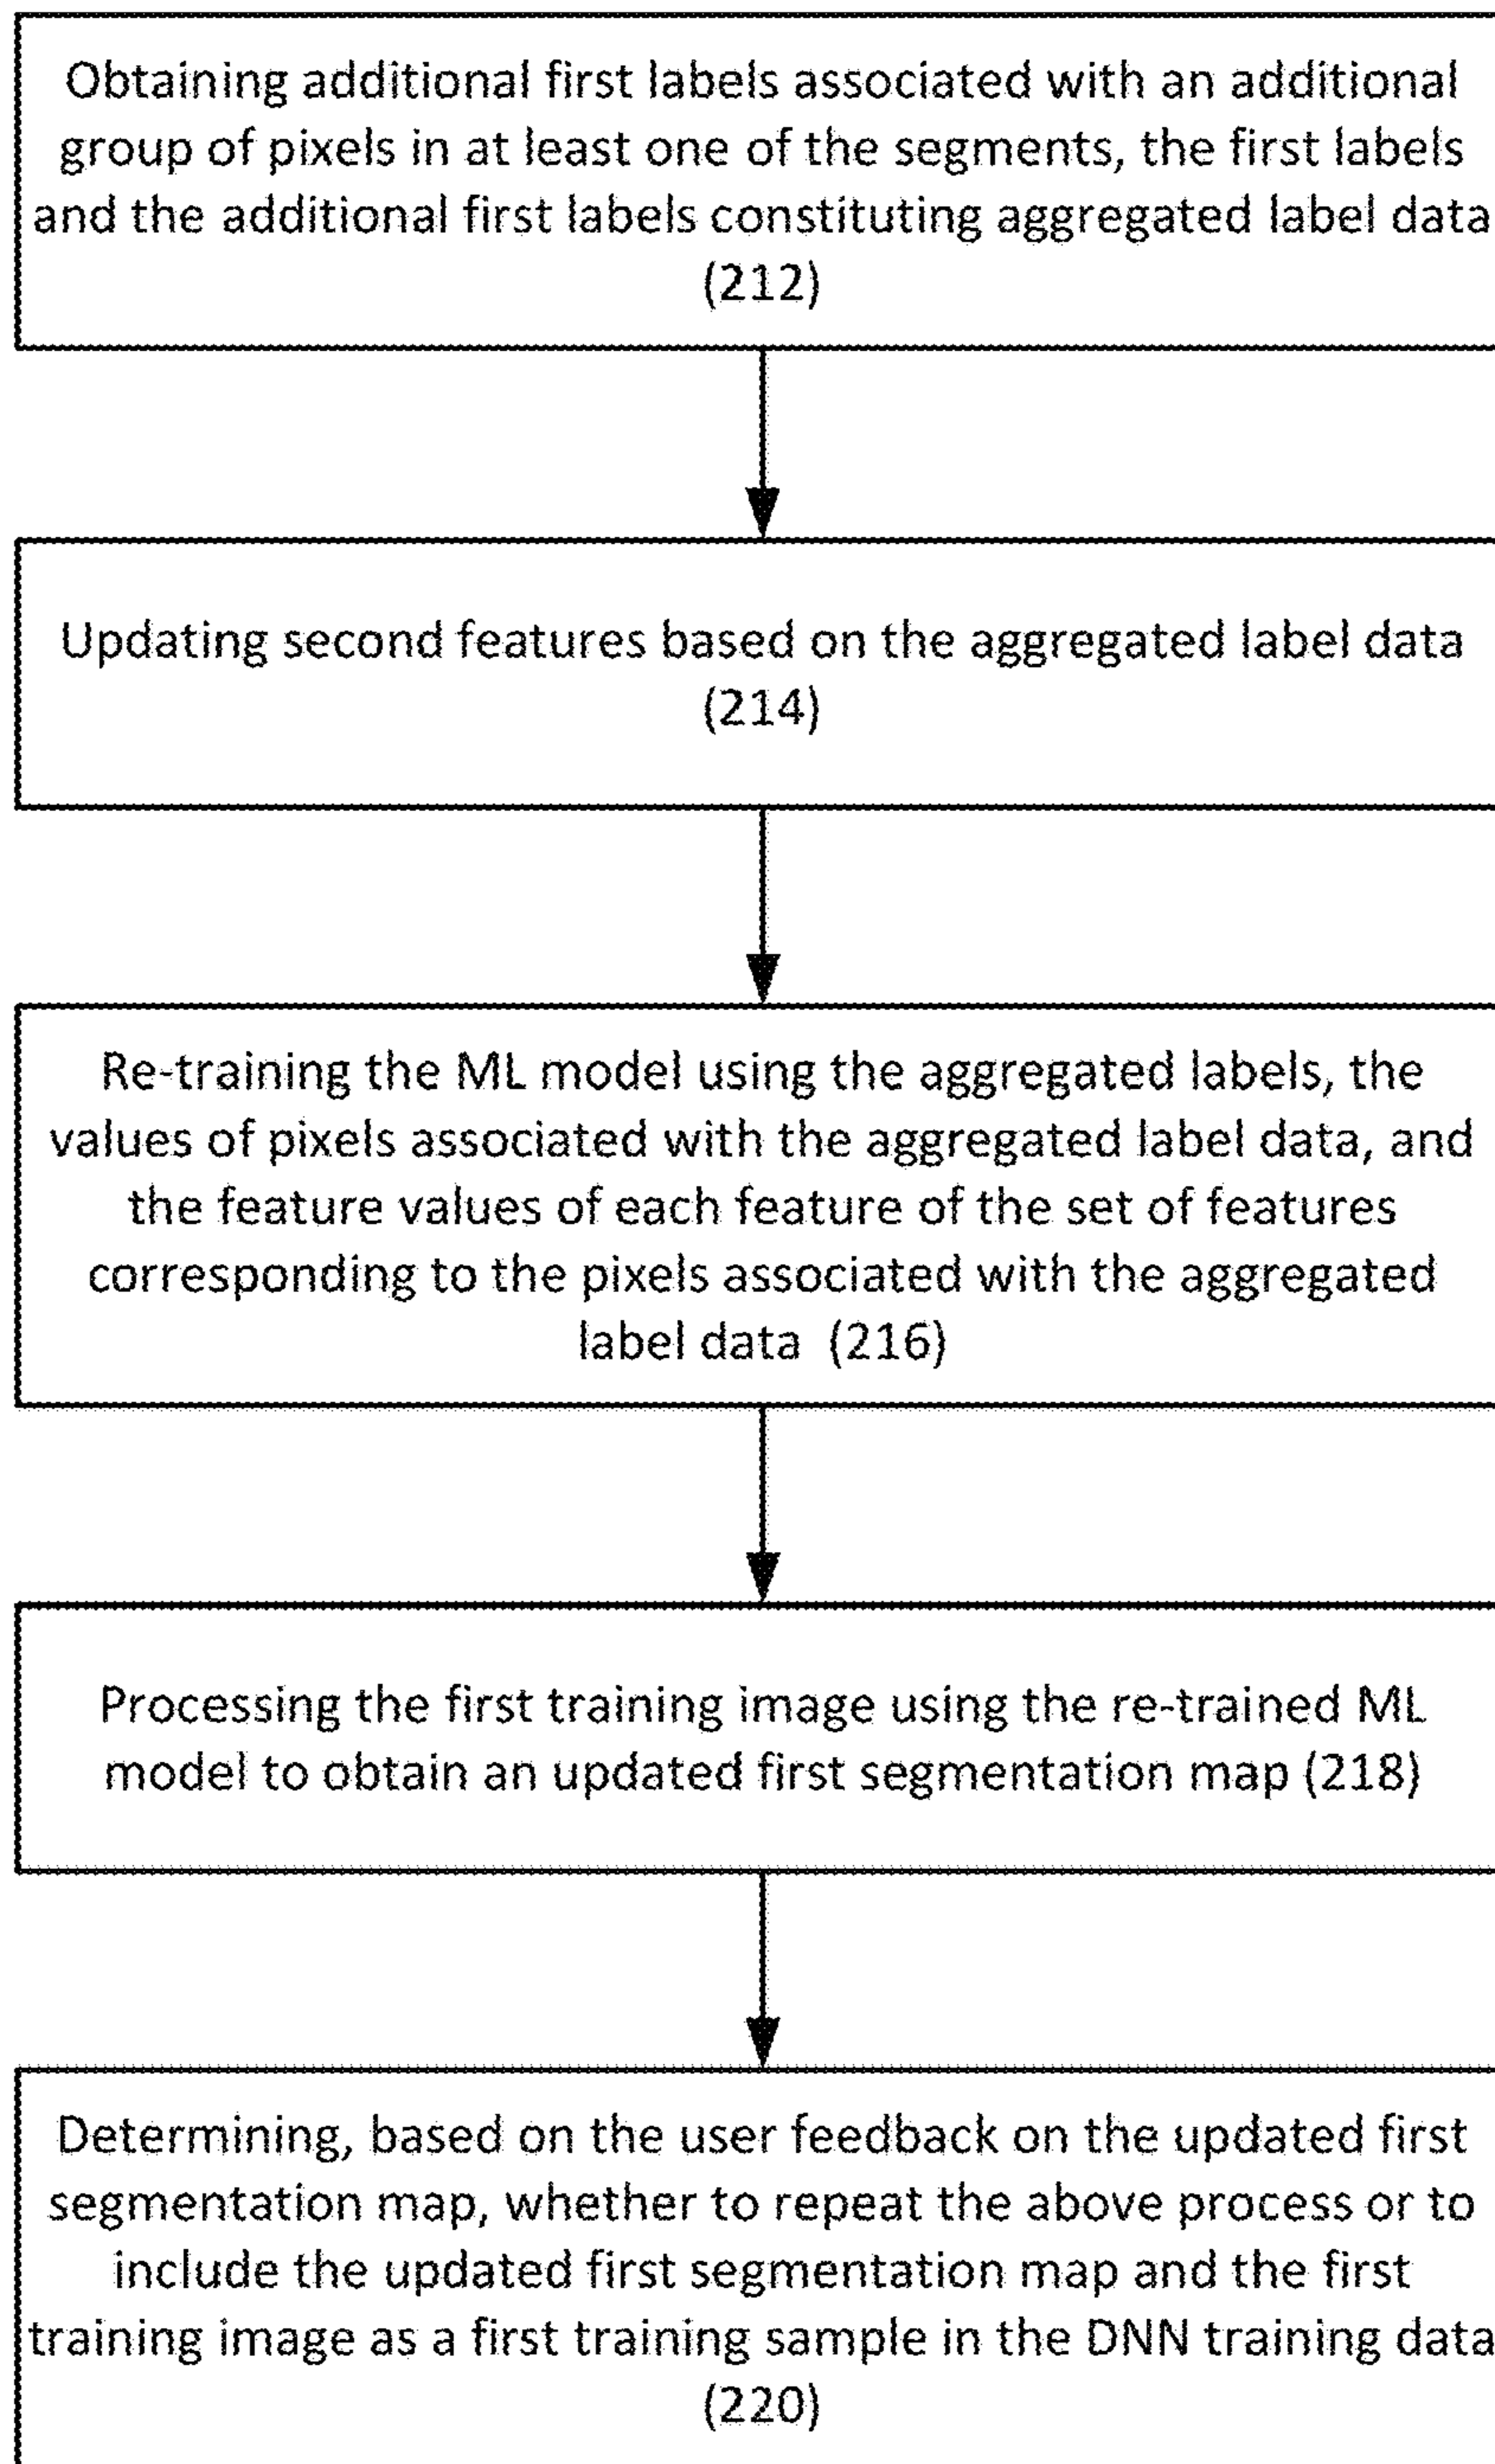 Obtaining additional first labels associated with an additional
group of pixels in at least one of the segments, the first labels
and the additional first labels constituting aggregated label data
(212)
Updating second features based on the aggregated label data
(214)
Re-training the ML model using the aggregated labels, the
values of pixels associated with the aggregated label data, and
the feature values of each feature of the set of features
corresponding to the pixels associated with the aggregated
label data (216)
Processing the first training image using the re-trained ML
model to obtain an updated first segmentation map (218)
Determining, based on the user feedback on the updated first
segmentation map, whether to repeat the above process or to
include the updated first segmentation map and the first
training image as a first training sample in the DNN training data
(220)